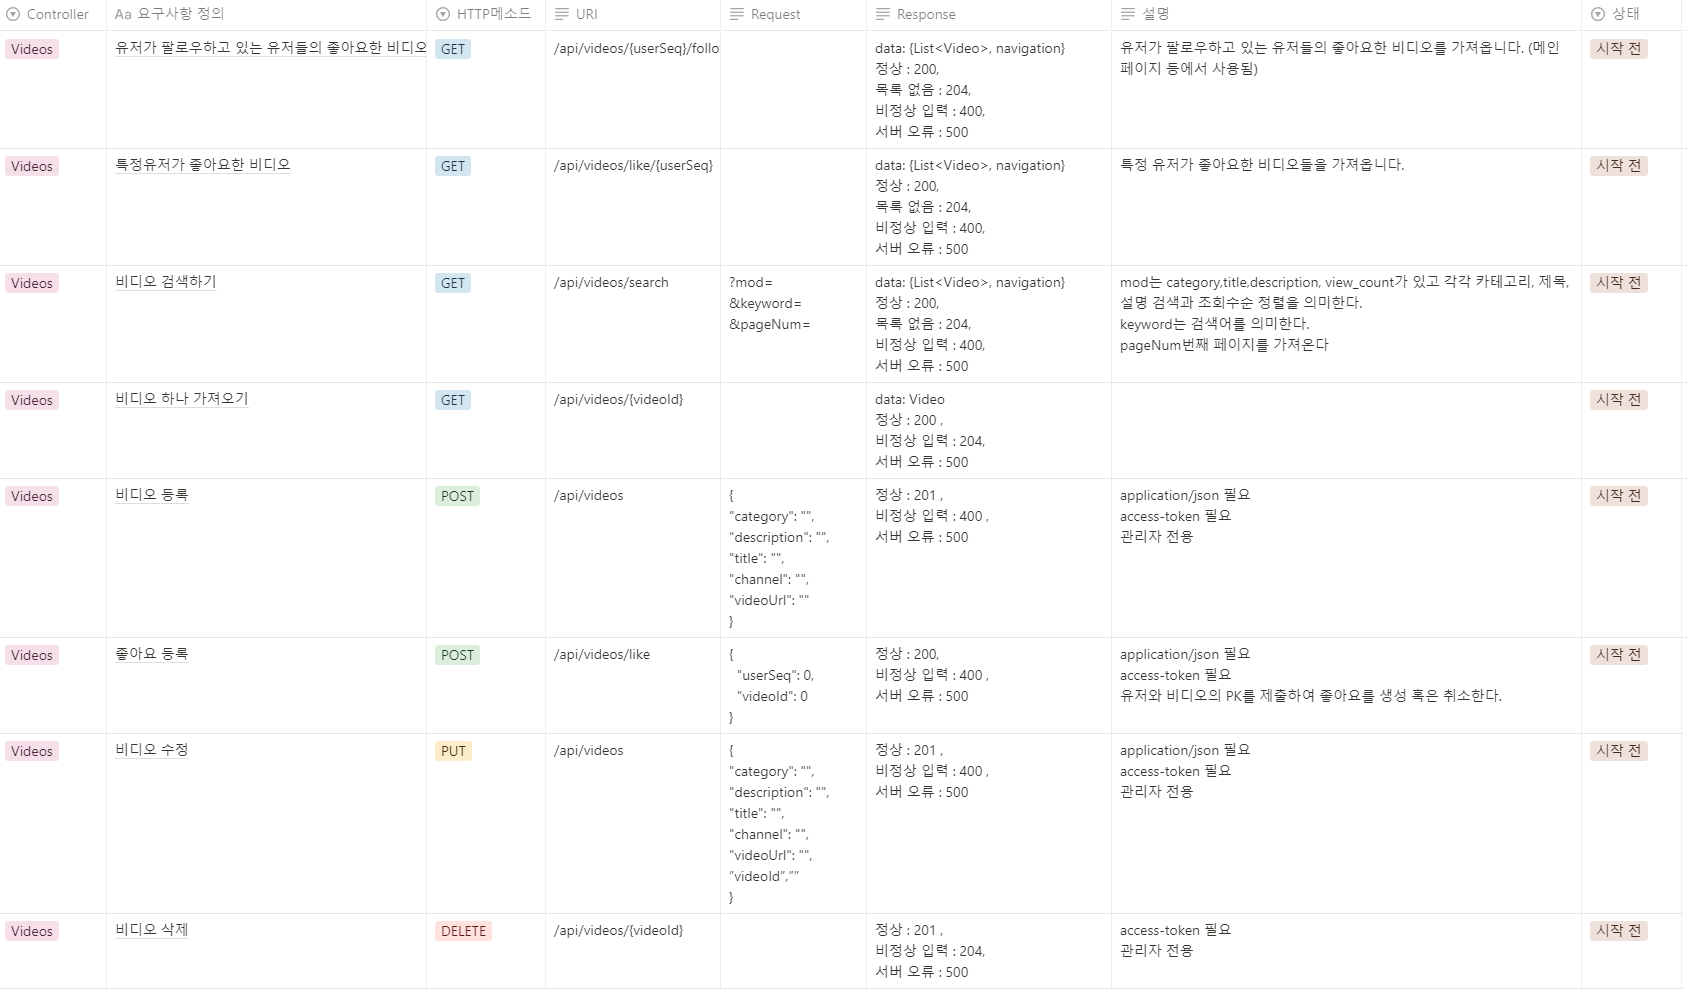 Controller
Aa 요구사항 정의
HTTP메소드
URI
Request
Response
설명
상태
Videos
유저가 팔로우하고 있는 유저들의 좋아요한 비디오
GET
/api/videos/{userSeq}/follo
data: {List<Video>, navigation}
정상 : 200,
목록 없음 : 204,
비정상 입력 : 400,
서버 오류 : 500
유저가 팔로우하고 있는 유저들의 좋아요한 비디오를 가져옵니다. (메인
페이지 등에서 사용됨)
시작 전
Videos
특정유저가 좋아요한 비디오
GET
/api/videos/like/{userSeq}
data: {List<Video>, navigation}
정상 : 200,
목록 없음 : 204,
비정상 입력 : 400,
서버 오류 : 500
특정 유저가 좋아요한 비디오들을 가져옵니다.
시작 전
Videos
비디오 검색하기
GET
/api/videos/search
?mod=
&keyword=
&pageNum=
data: {List<Video>, navigation}
정상 : 200,
목록 없음 : 204,
비정상 입력 : 400,
서버 오류 : 500
mod는 category,title,description, view_count가 있고 각각 카테고리, 제목,
설명 검색과 조회수순 정렬을 의미한다.
keyword는 검색어를 의미한다.
pageNum번째 페이지를 가져온다
시작 전
Videos
비디오 하나 가져오기
GET
/api/videos/{videoId}
data: Video
정상 : 200 ,
비정상 입력 : 204,
서버 오류 : 500
시작 전
Videos
비디오 등록
POST
/api/videos
{
"category": "",
"description": "",
"title": "",
"channel": "",
"videoUrl": ""
}
정상 : 201 ,
비정상 입력 : 400 ,
서버 오류 : 500
application/json 필요
access-token 필요
관리자 전용
시작 전
Videos
좋아요 등록
POST
/api/videos/like
{
"userSeq": 0,
"videoId": 0
}
정상 : 200,
비정상 입력 : 400 ,
서버 오류 : 500
application/json 필요
access-token 필요
유저와 비디오의 PK를 제출하여 좋아요를 생성 혹은 취소한다.
시작 전
Videos
비디오 수정
PUT
/api/videos
{
"category": "",
"description": "",
"title": "",
"channel": "",
"videoUrl": "",
“videoId”,””
}
정상 : 201 ,
비정상 입력 : 400 ,
서버 오류 : 500
application/json 필요
access-token 필요
관리자 전용
시작 전
Videos
비디오 삭제
DELETE
/api/videos/{videoId}
정상 : 201 ,
비정상 입력 : 204,
서버 오류 : 500
access-token 필요
관리자 전용
시작 전